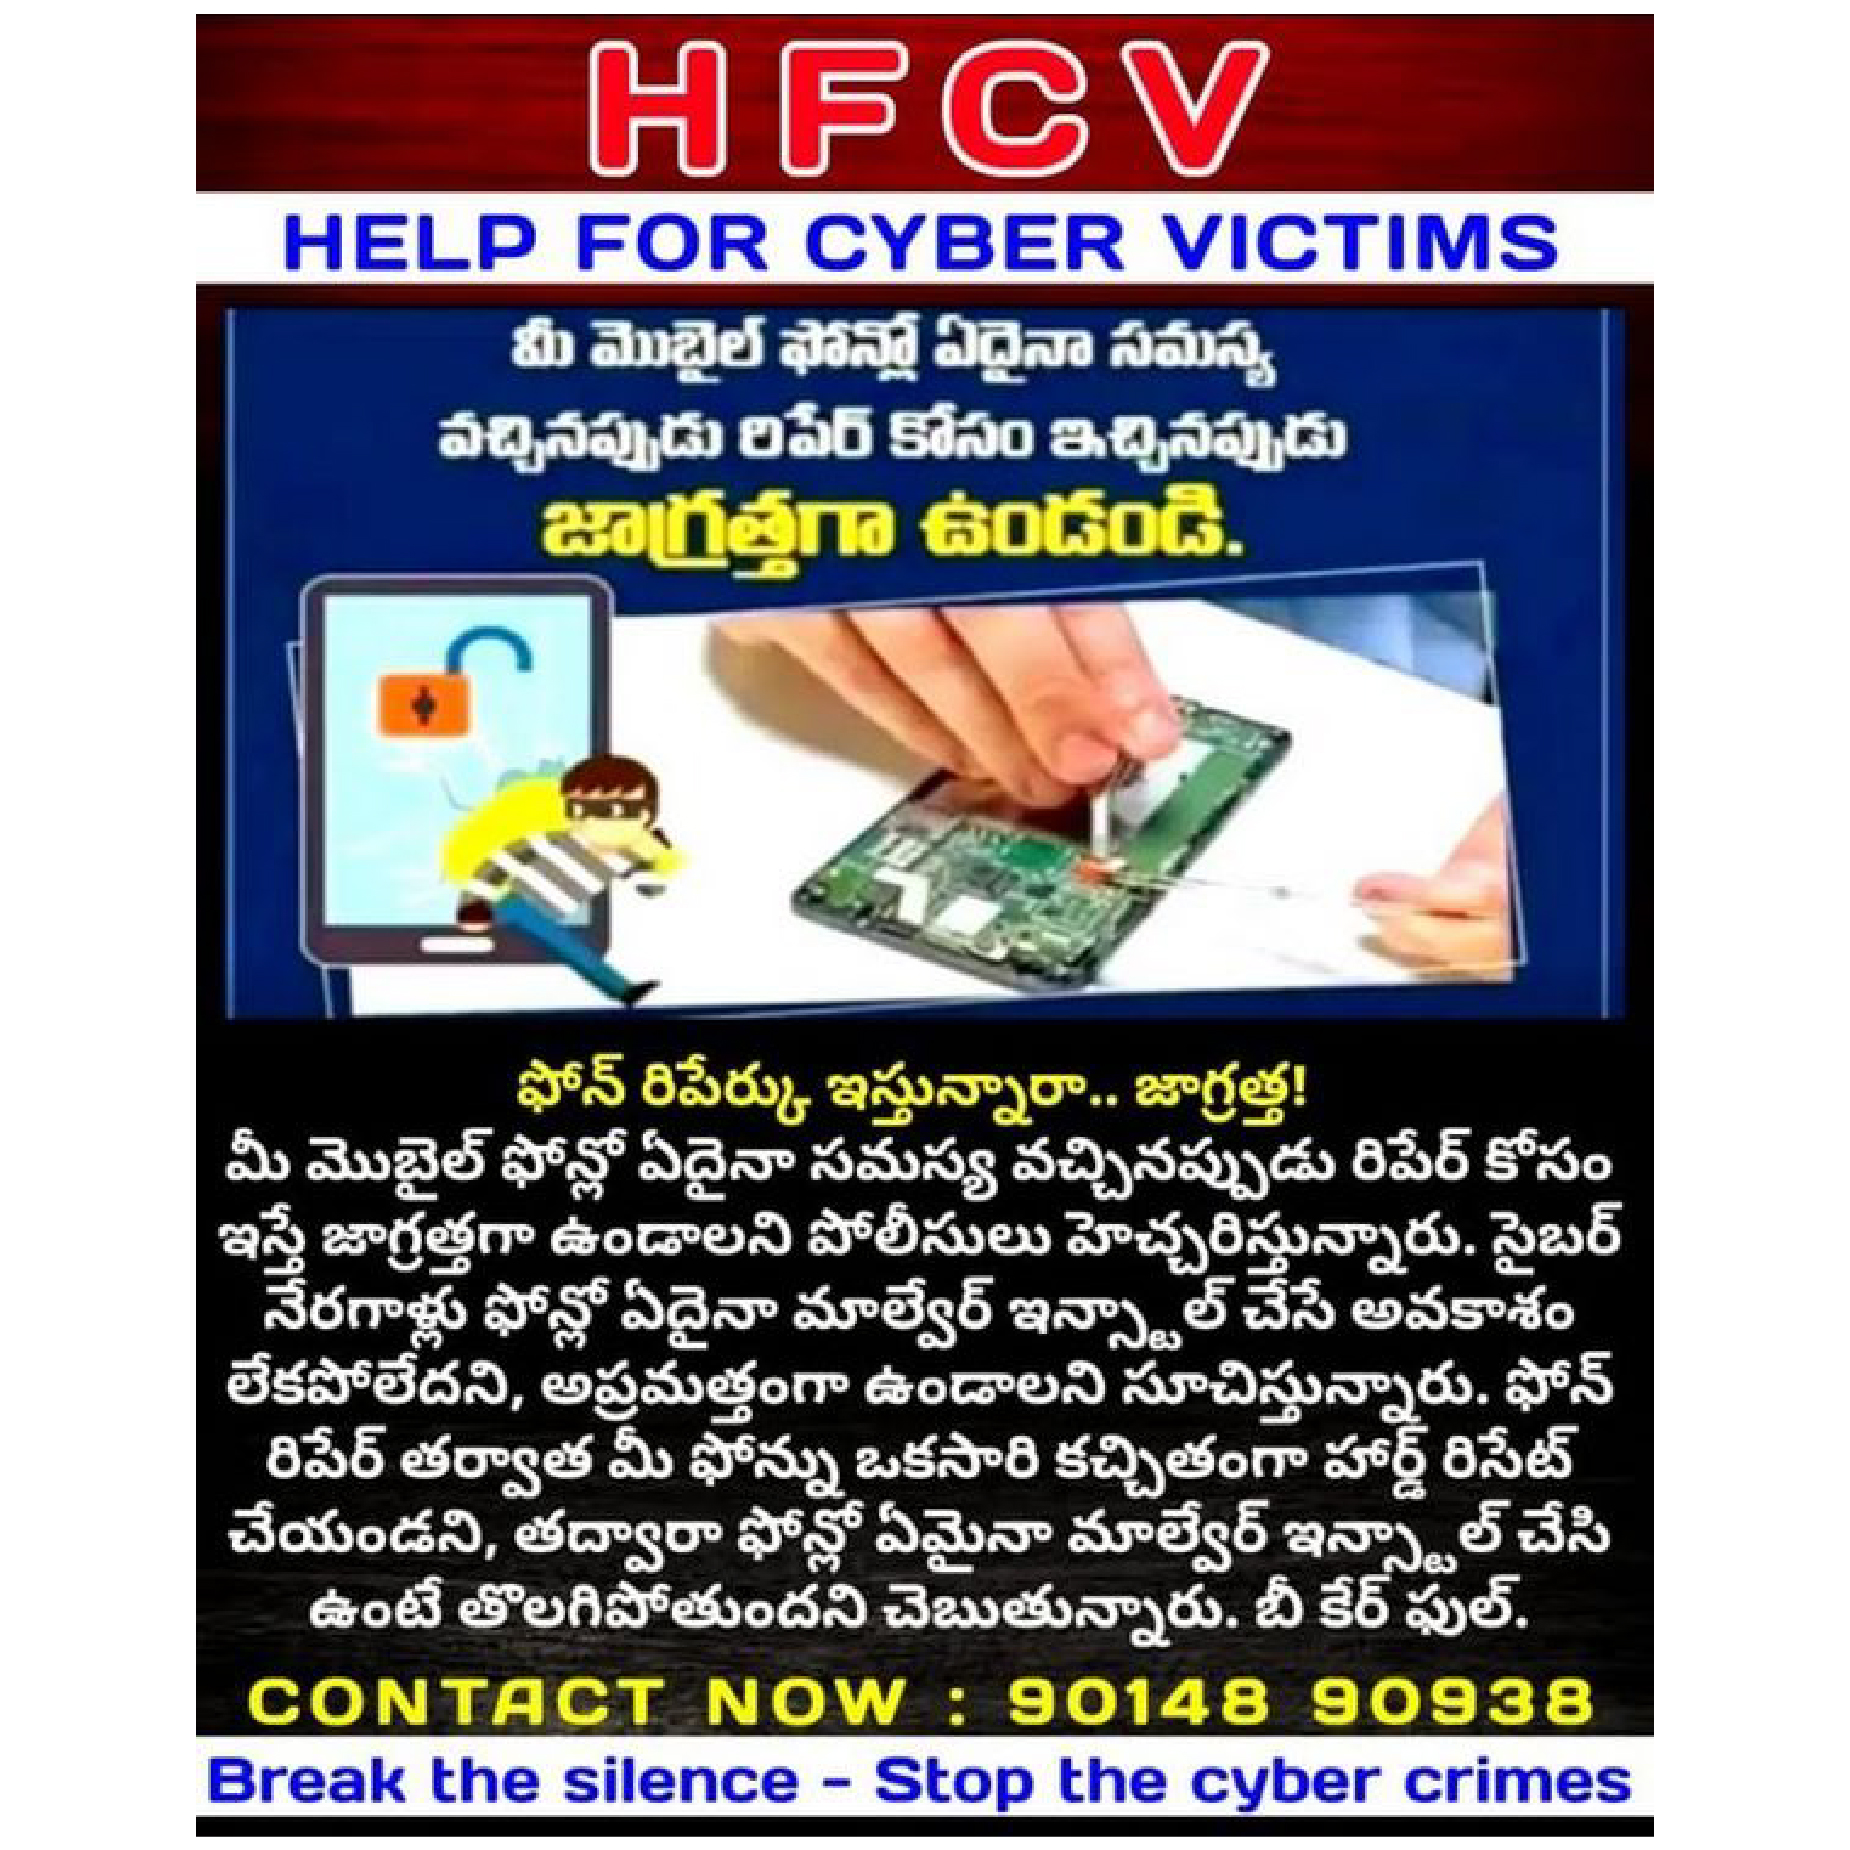 HFCV
HELP FOR CYBER VICTIMS
మీ మొబైల్ ఫోన్లో ఏదైనా సమస్య
వచ్చినప్పుడు రిపేర్ కోసం ఇచ్చినప్పుడు
జాగ్రత్తగా ఉండండి.
ఫోన్ రిపేర్కు ఇస్తున్నారా.. జాగ్రత్త!
మీ మొబైల్ ఫోన్లో ఏదైనా సమస్య వచ్చినప్పుడు రిపేర్ కోసం
ఇస్తే జాగ్రత్తగా ఉండాలని పోలీసులు హెచ్చరిస్తున్నారు. సైబర్
నేరగాళ్లు ఫోన్లో ఏదైనా మాల్వేర్ ఇన్స్టాల్ చేసే అవకాశం
లేకపోలేదని, అప్రమత్తంగా ఉండాలని సూచిస్తున్నారు. ఫోన్
రిపేర్ తర్వాత మీ ఫోన్ను ఒకసారి కచ్చితంగా హార్డ్ రిసేట్
చేయండని, తద్వారా ఫోన్లో ఏమైనా మాల్వేర్ ఇన్స్టాల్ చేసి
ఉంటే తొలగిపోతుందని చెబుతున్నారు. బీ కేర్ ఫుల్.
CONTACT NOW : 90148 90938
Break the silence - Stop the cyber crimes